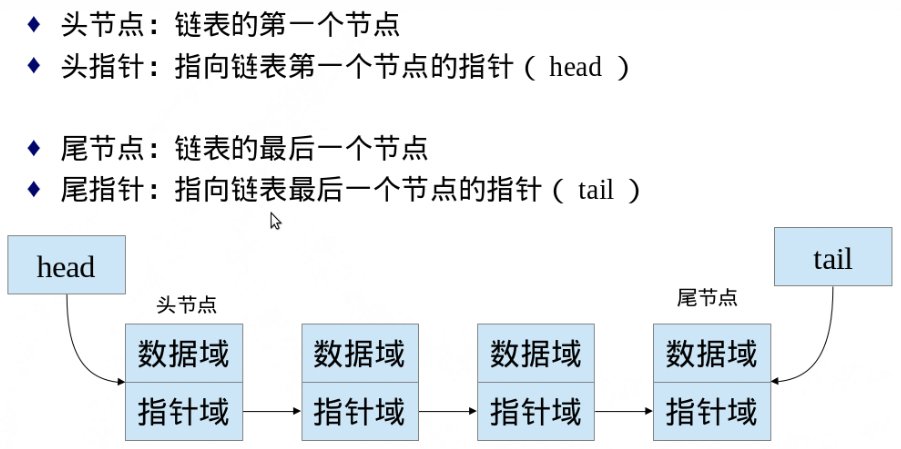 ♦ 头节点：链表的第一个节点
♦ 头指针：指向链表第一个节点的指针（ head ）
♦ 尾节点：链表的最后一个节点
♦ 尾指针：指向链表最后一个节点的指针（ tail ）
head
tail
头节点
尾节点
数据域 数据域 数据域 数据域
指针域 指针域 指针域 指针域